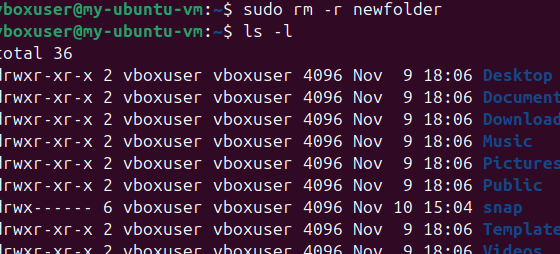 vboxuser@my-ubuntu-vm:~$ sudo rm -r newfolder
vboxuser@my-ubuntu-vm:~$ ls -l
total 36
drwxr-xr-x 2 vboxuser vboxuser 4096 Nov  9 18:06 Desktop
drwxr-xr-x 2 vboxuser vboxuser 4096 Nov  9 18:06 Document
drwxr-xr-x 2 vboxuser vboxuser 4096 Nov  9 18:06 Download
drwxr-xr-x 2 vboxuser vboxuser 4096 Nov  9 18:06 Music
drwxr-xr-x 2 vboxuser vboxuser 4096 Nov  9 18:06 Pictures
drwxr-xr-x 2 vboxuser vboxuser 4096 Nov  9 18:06 Public
drwx------ 6 vboxuser vboxuser 4096 Nov 10 15:04 snap
drwxr-xr-x 2 vboxuser vboxuser 4096 Nov  9 18:06 Template
drwxr-xr-x 2 vboxuser vboxuser 4096 Nov  9 18:06 Videos